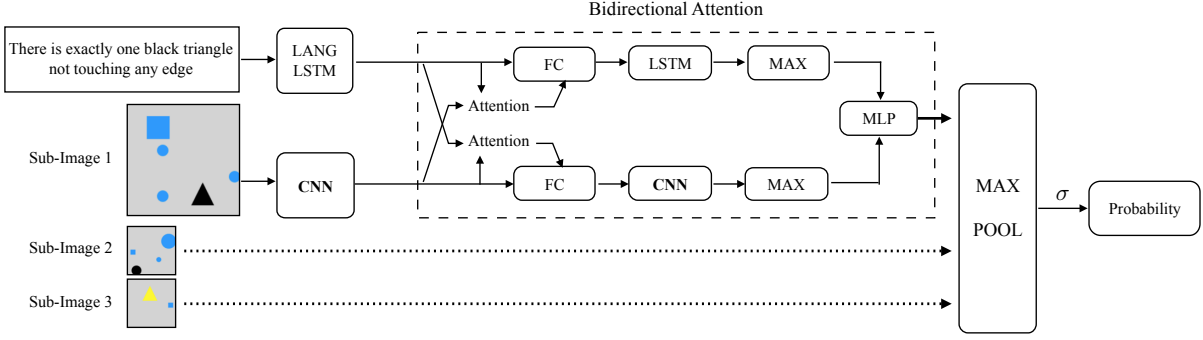 Bidirectional Attention
There is exactly one black triangle
not touching any edge
LANG
LSTM
FC
LSTM
MAX
Attention
Attention
MLP
Sub-Image 1
CNN
FC
CNN
MAX
MAX
POOL
σ
Probability
Sub-Image 2
Sub-Image 3